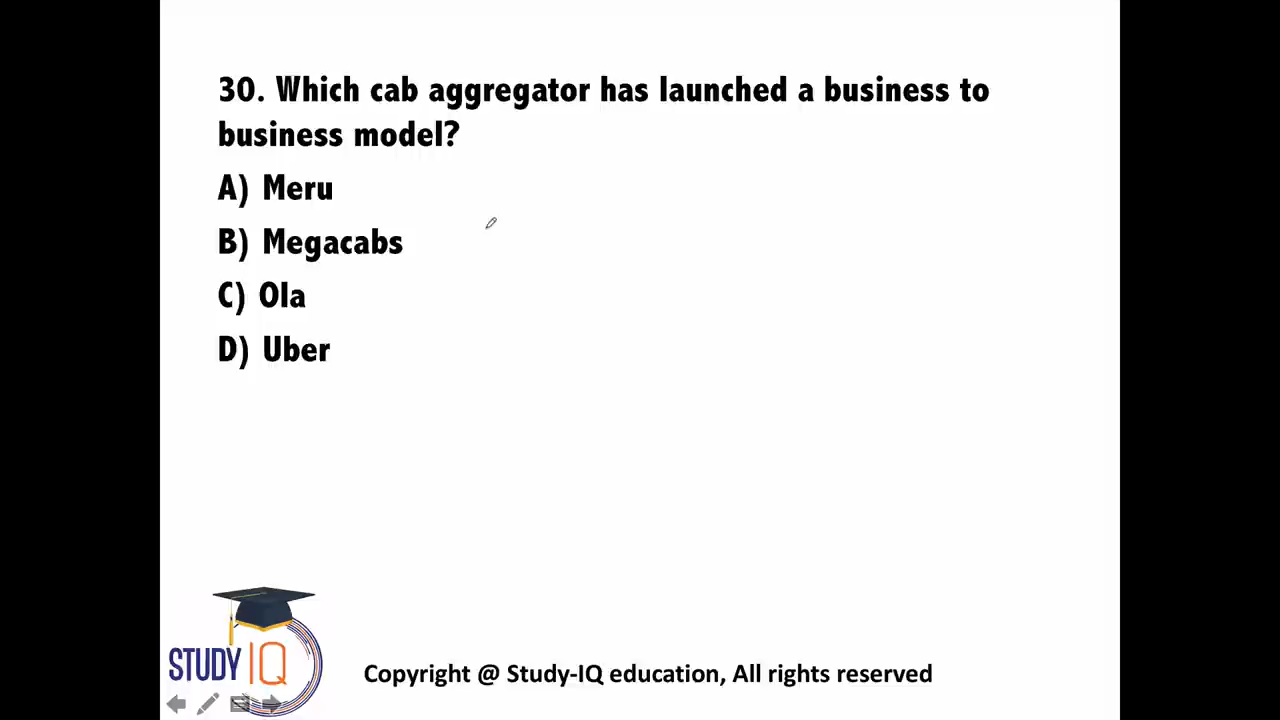 30. Which cab aggregator has launched a business to
business model?
A) Meru
B) Megacabs
C) Ola
D) Uber
STUDY IQ
Copyright @ Study-IQ education, All rights reserved